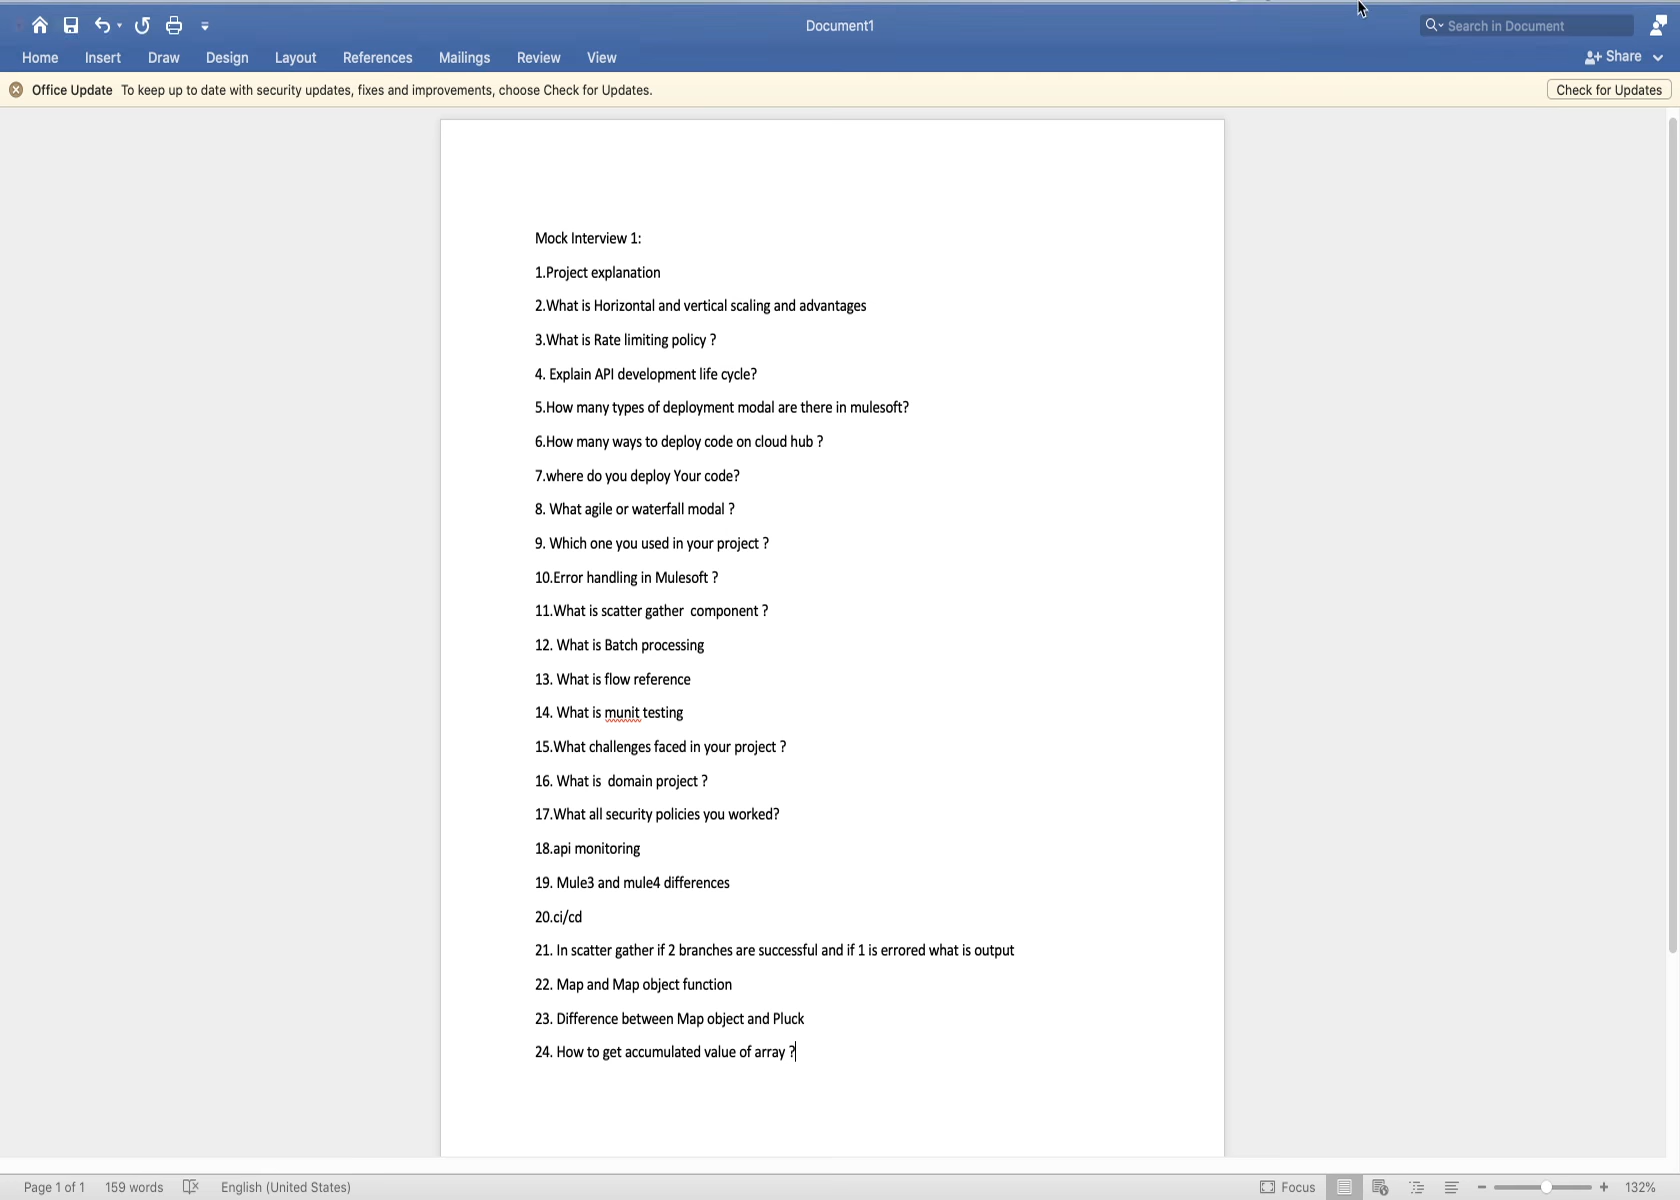 Document1
Search in Document
Home Insert Draw Design Layout References Mailings Review View Share
Office Update To keep up to date with security updates, fixes and improvements, choose Check for Updates. Check for Updates
Mock Interview 1:
1.Project explanation
2.What is Horizontal and vertical scaling and advantages
3.What is Rate limiting policy ?
4. Explain API development life cycle?
5.How many types of deployment modal are there in mulesoft?
6.How many ways to deploy code on cloud hub ?
7.where do you deploy Your code?
8. What agile or waterfall modal ?
9. Which one you used in your project ?
10.Error handling in Mulesoft ?
11.What is scatter gather  component ?
12. What is Batch processing
13. What is flow reference
14. What is munit testing
15.What challenges faced in your project ?
16. What is  domain project ?
17.What all security policies you worked?
18.api monitoring
19. Mule3 and mule4 differences
20.ci/cd
21. In scatter gather if 2 branches are successful and if 1 is errored what is output
22. Map and Map object function
23. Difference between Map object and Pluck
24. How to get accumulated value of array ?
Page 1 of 1 159 words English (United States) Focus 132%